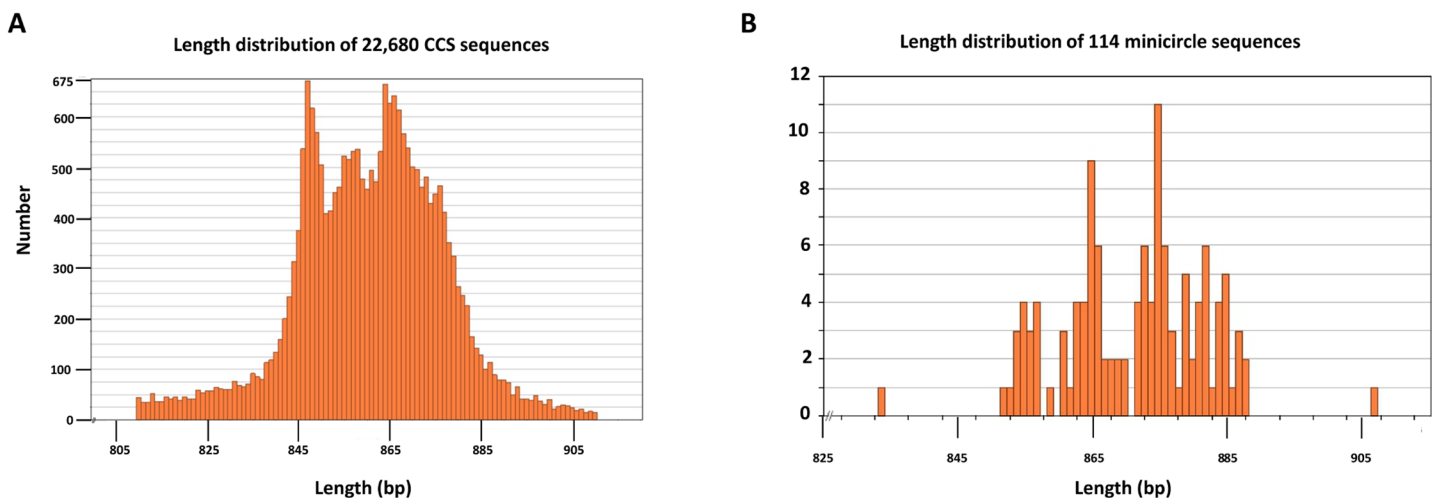 A
Length distribution of 22,680 CCS sequences
675
600
500
400
300
200
100
0
Number
805 825 845 865 885 905
Length (bp)
B
Length distribution of 114 minicircle sequences
12
10
8
6
4
2
0
825 845 865 885 905
Length (bp)